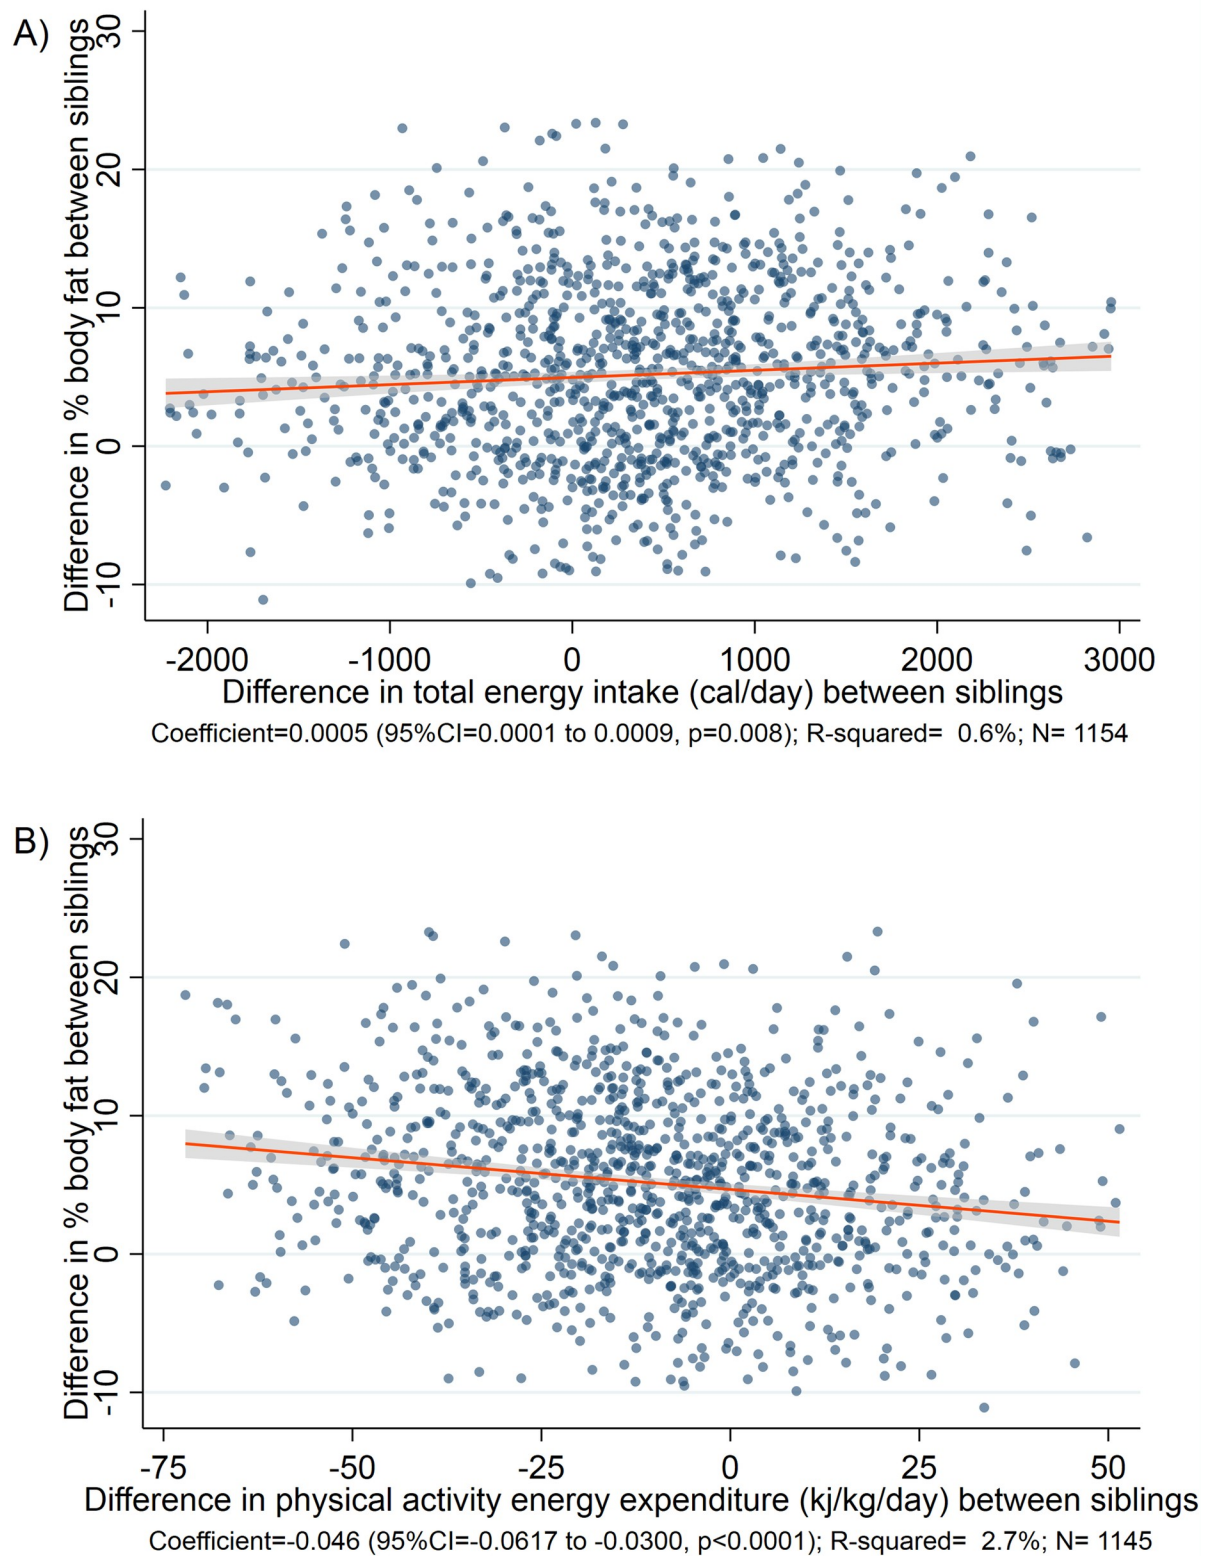 A)
Difference in % body fat between siblings
30
20
10
0
-10
-2000 -1000 0 1000 2000 3000
Difference in total energy intake (cal/day) between siblings
Coefficient=0.0005 (95%CI=0.0001 to 0.0009, p=0.008); R-squared=  0.6%; N= 1154
B)
Difference in % body fat between siblings
30
20
10
0
-10
-75 -50 -25 0 25 50
Difference in physical activity energy expenditure (kj/kg/day) between siblings
Coefficient=-0.046 (95%CI=-0.0617 to -0.0300, p<0.0001); R-squared=  2.7%; N= 1145